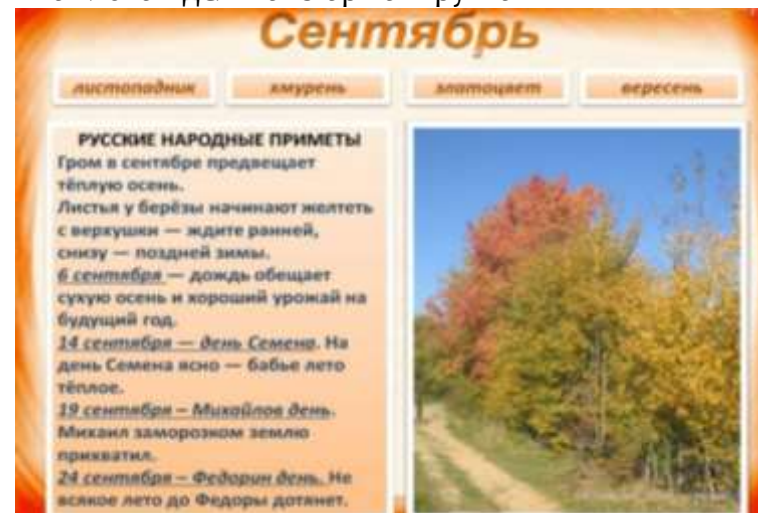 Сентябрь
листопадник
хмурень
златоцвет
вересень
РУССКИЕ НАРОДНЫЕ ПРИМЕТЫ
Гром в сентябре предвещает
тёплую осень.
Листья у берёзы начинают желтеть
с верхушки — ждите ранней,
снизу — поздней зимы.
6 сентября — дождь обещает
сухую осень и хороший урожай на
будущий год.
14 сентября — день Семена. На
день Семена ясно — бабье лето
тёплое.
19 сентября – Михайлов день.
Михаил заморозком землю
прихватил.
24 сентября – Федорин день. Не
всякое лето до Федоры дотянет.